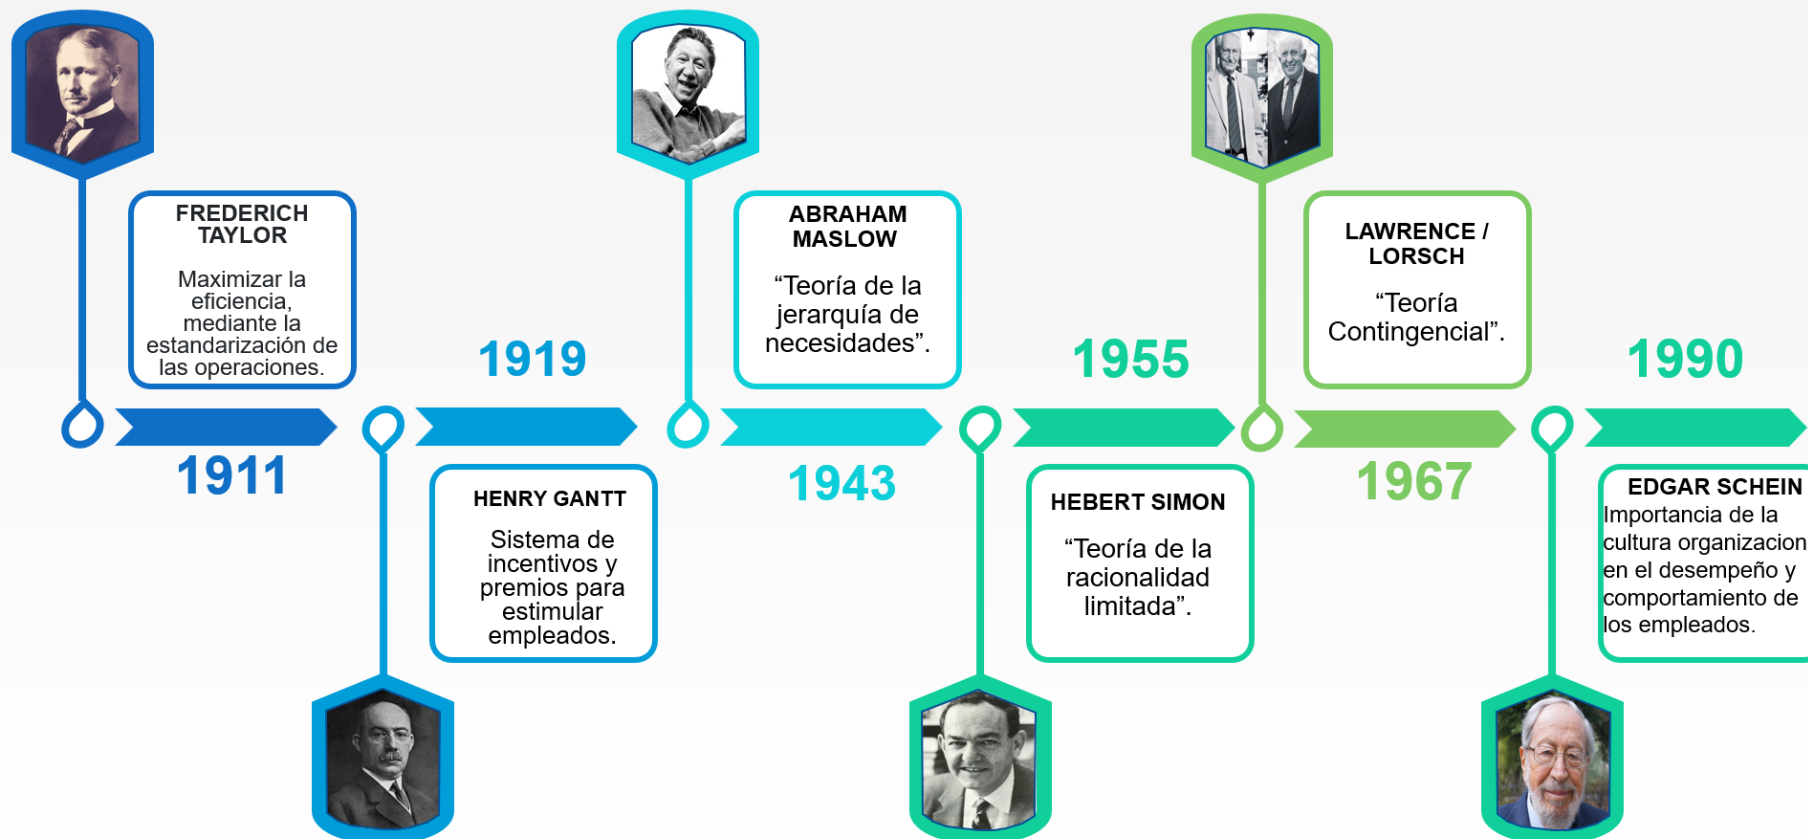 FREDERICH
TAYLOR
Maximizar la
eficiencia,
mediante la
estandarización de
las operaciones.
1911
1919
HENRY GANTT
Sistema de
incentivos y
premios para
estimular
empleados.
ABRAHAM
MASLOW
“Teoría de la
jerarquía de
necesidades”.
1943
1955
HEBERT SIMON
“Teoría de la
racionalidad
limitada”.
LAWRENCE /
LORSCH
“Teoría
Contingencial”.
1967
1990
EDGAR SCHEIN
Importancia de la
cultura organizacion
en el desempeño y
comportamiento de
los empleados.